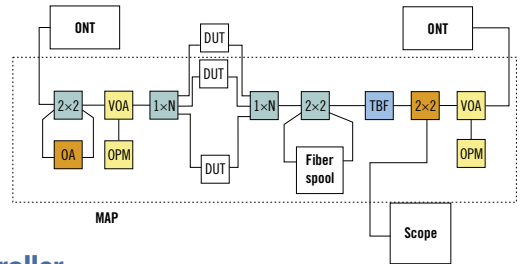 ONT
ONT
DUT
DUT
2×2
VOA
1×N
1×N
2×2
TBF
2×2
VOA
OA
OPM
DUT
Fiber
spool
OPM
MAP
Scope